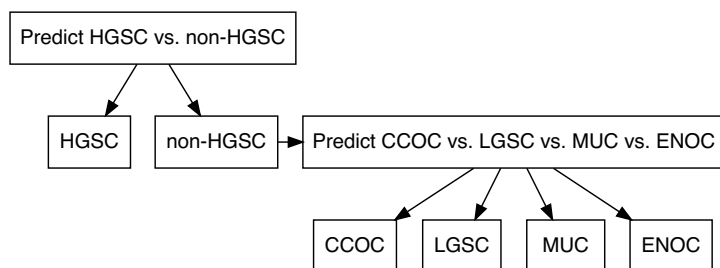 Predict HGSC vs. non-HGSC
HGSC
non-HGSC
Predict CCOC vs. LGSC vs. MUC vs. ENOC
CCOC
LGSC
MUC
ENOC